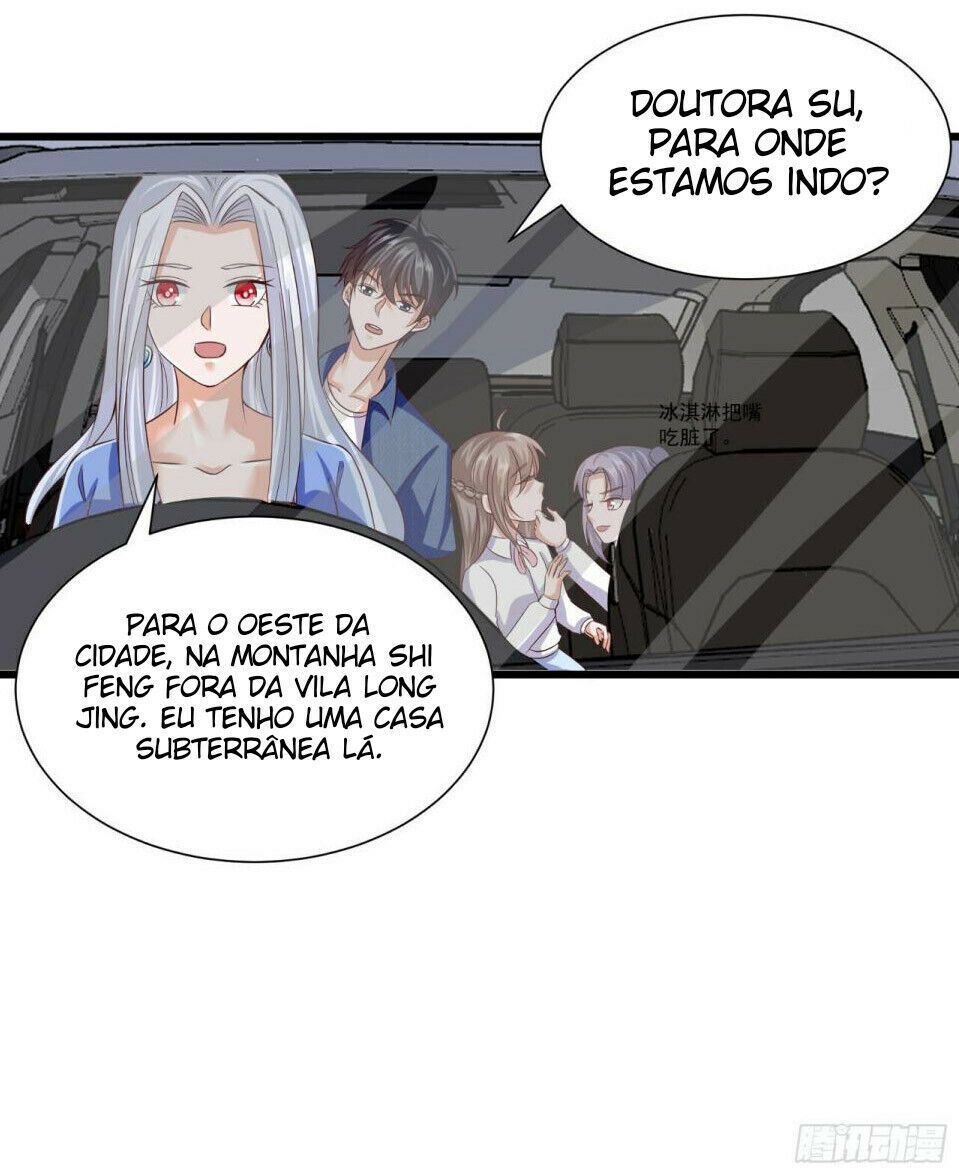 DOUTORA SU,
PARA ONDE
ESTAMOS INDO?
冰淇淋把嘴
吃脏了。
PARA O OESTE DA
CIDADE, NA MONTANHA SHI
FENG FORA DA VILA LONG
JING. EU TENHO UMA CASA
SUBTERRÂNEA LÁ.
腾讯动漫